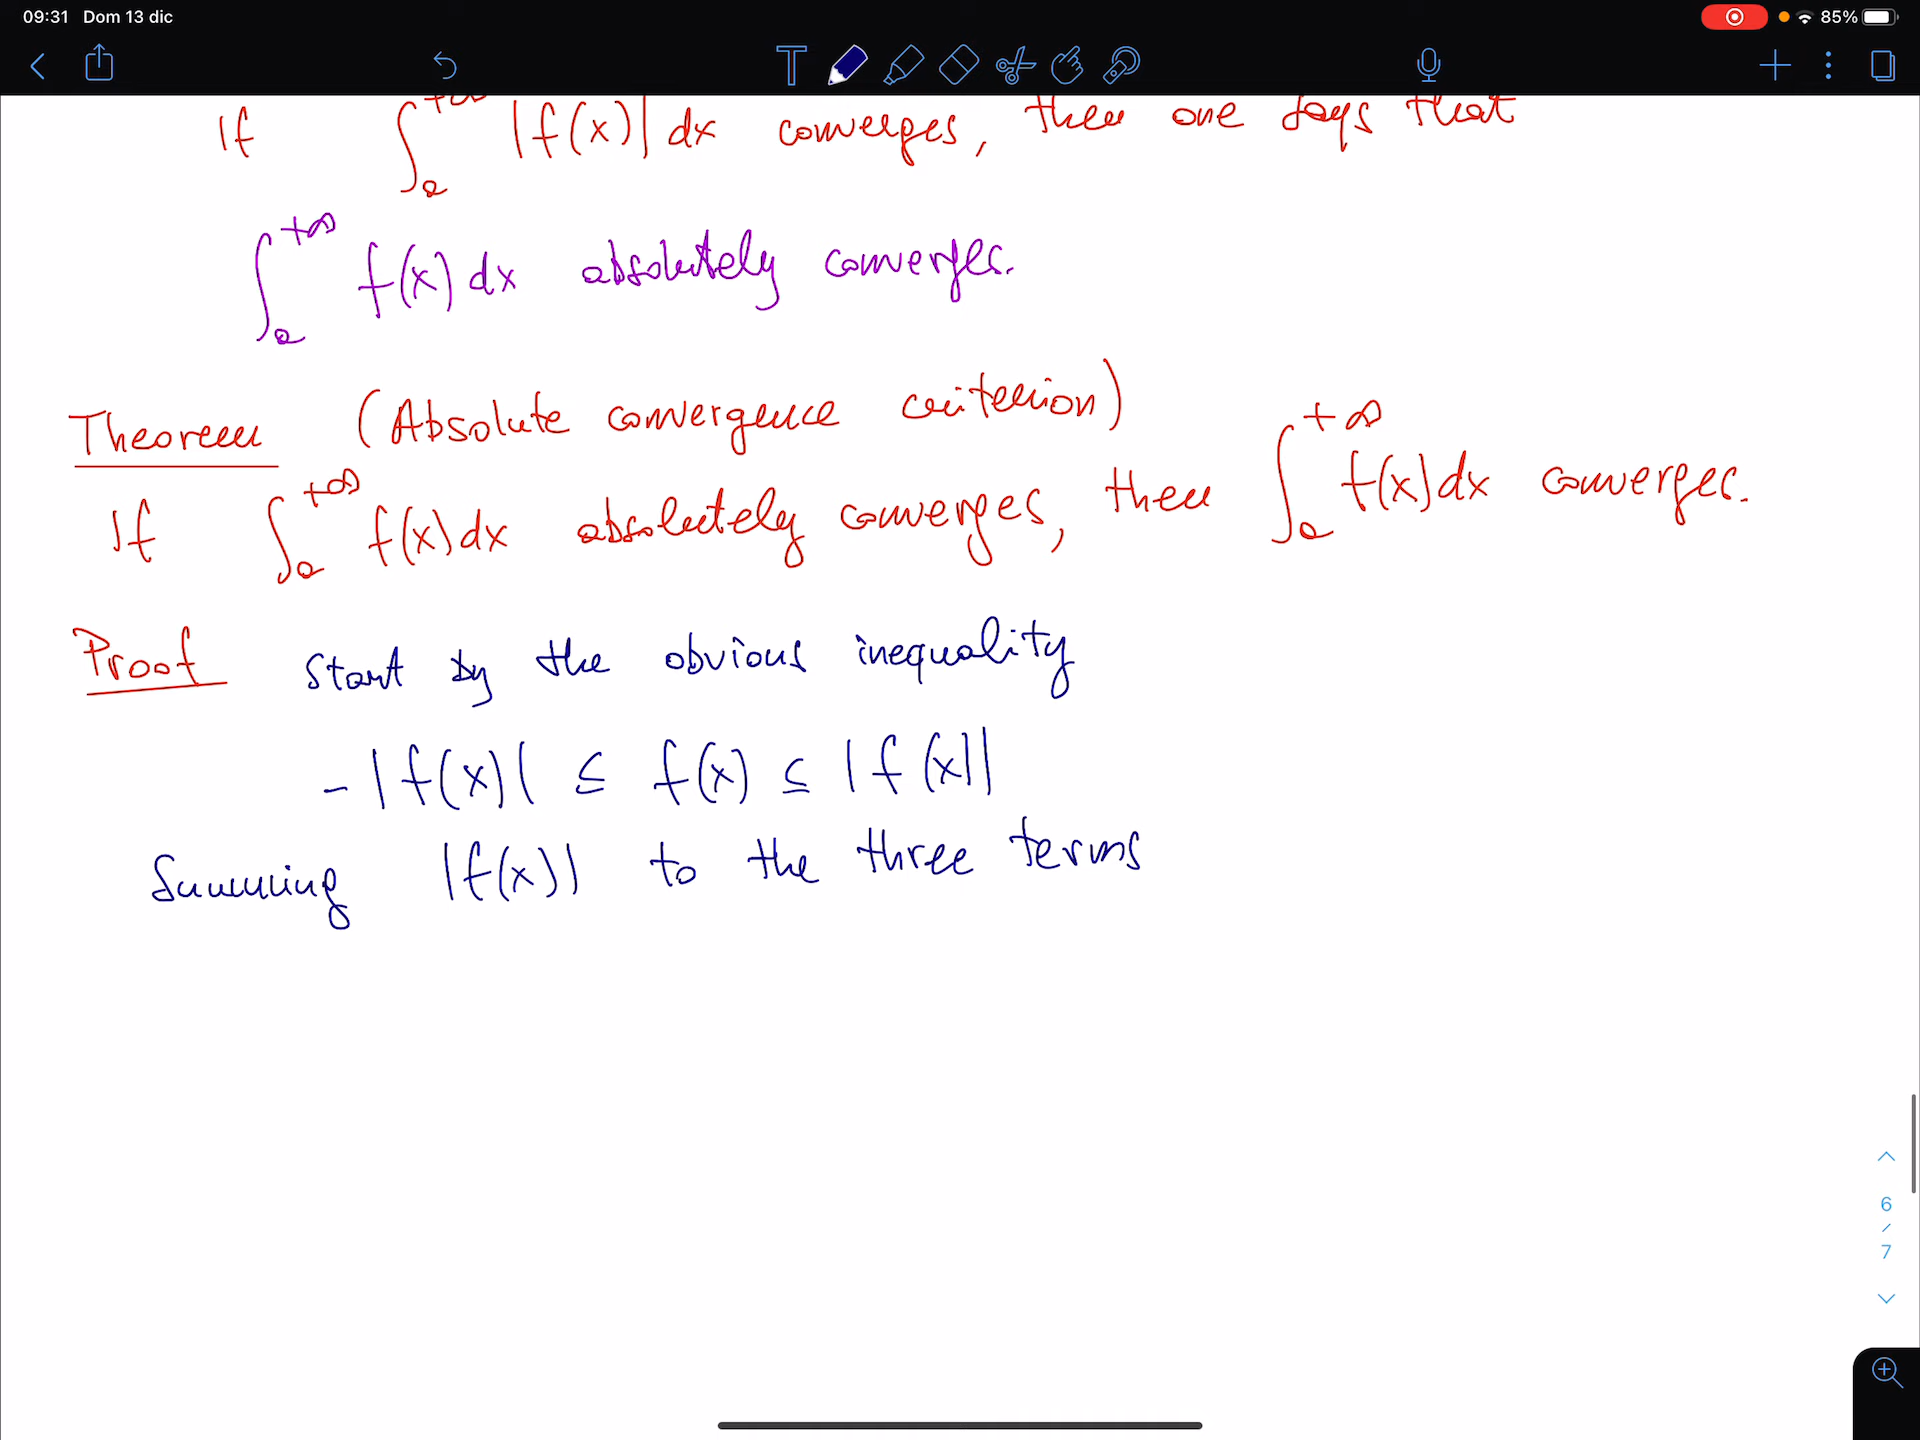 09:31 Dom 13 dic
85%
If ∫_a^{+∞} |f(x)| dx converges, then one says that
∫_a^{+∞} f(x) dx absolutely converges.
Theorem (Absolute convergence criterion)
If ∫_a^{+∞} f(x) dx absolutely converges, then ∫_a^{+∞} f(x) dx converges.
Proof Start by the obvious inequality
-|f(x)| ≤ f(x) ≤ |f(x)|
Summing |f(x)| to the three terms
6
/
7